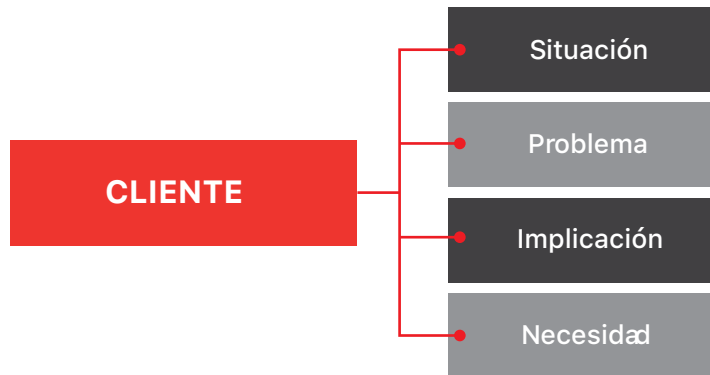 CLIENTE
Situación
Problema
Implicación
Necesidad